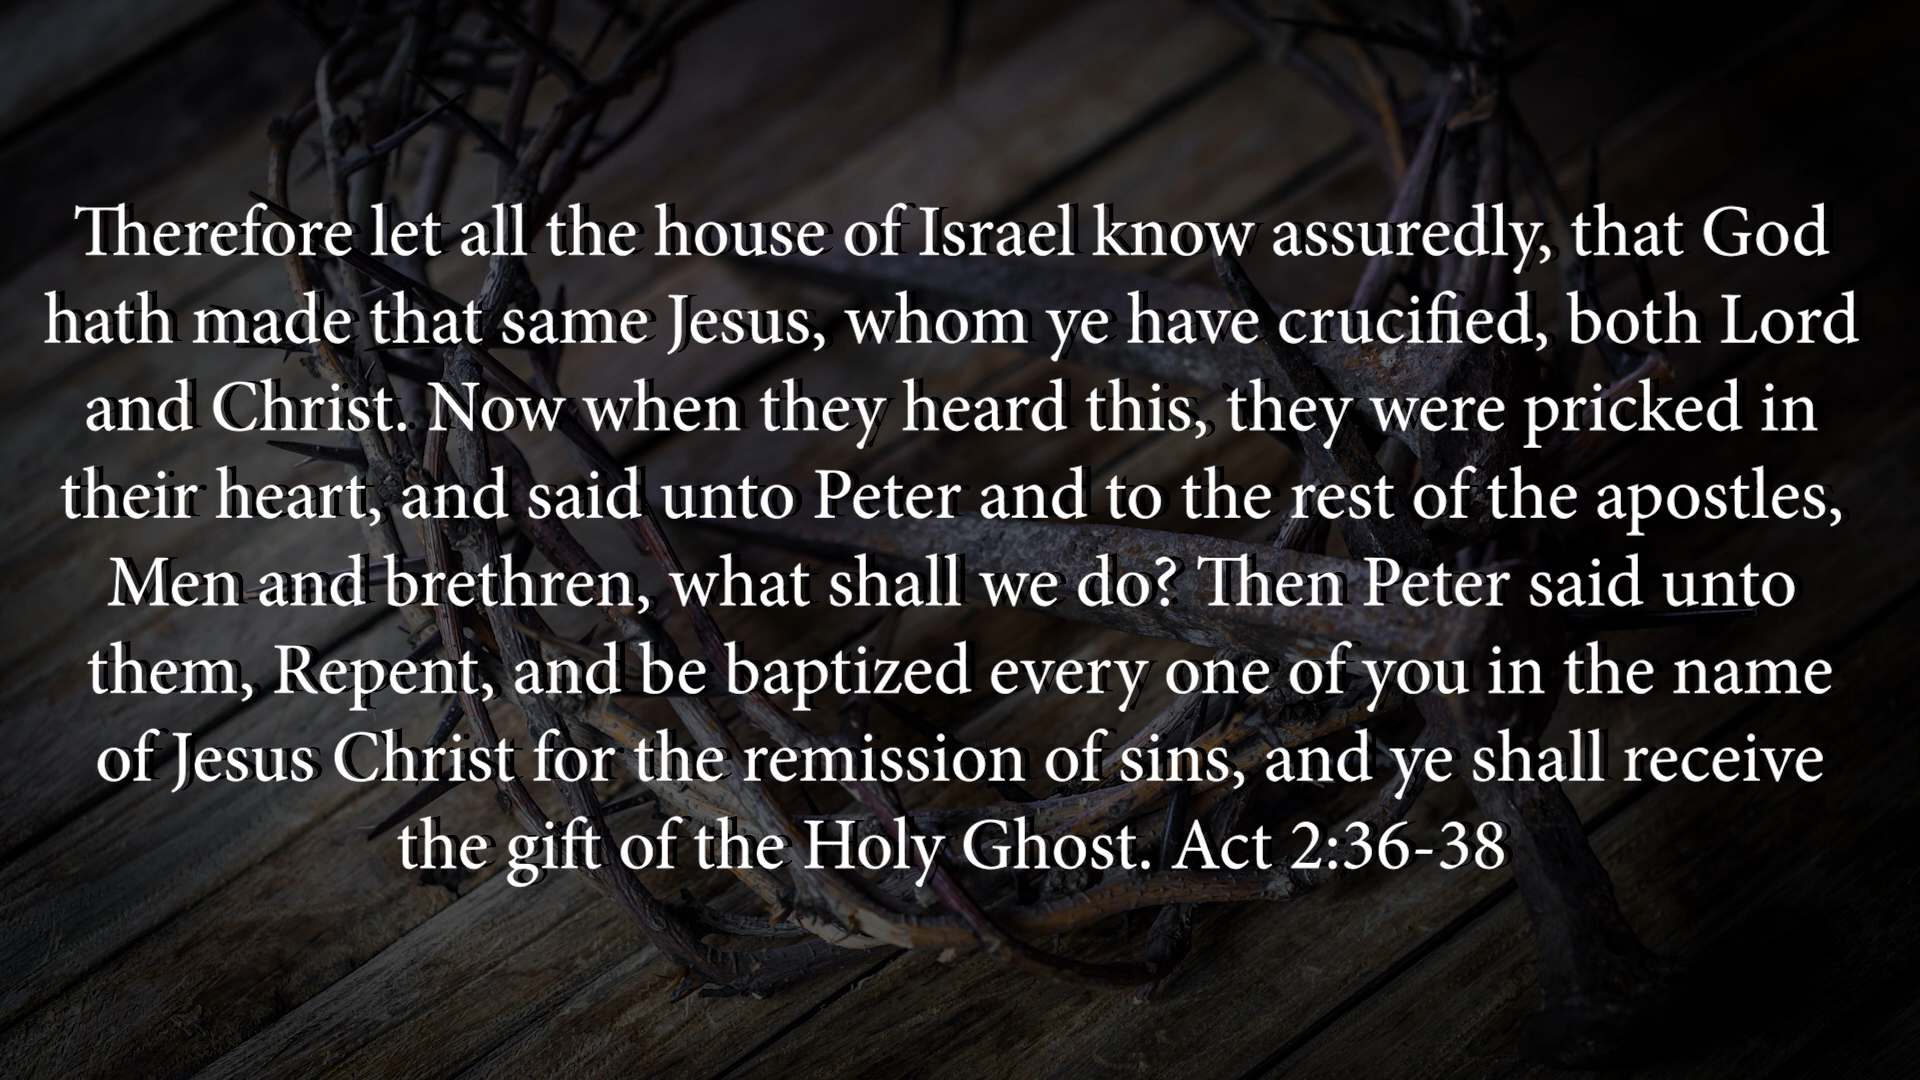 Therefore let all the house of Israel know assuredly, that God
hath made that same Jesus, whom ye have crucified, both Lord
and Christ. Now when they heard this, they were pricked in
their heart, and said unto Peter and to the rest of the apostles,
Men and brethren, what shall we do? Then Peter said unto
them, Repent, and be baptized every one of you in the name
of Jesus Christ for the remission of sins, and ye shall receive
the gift of the Holy Ghost. Act 2:36-38